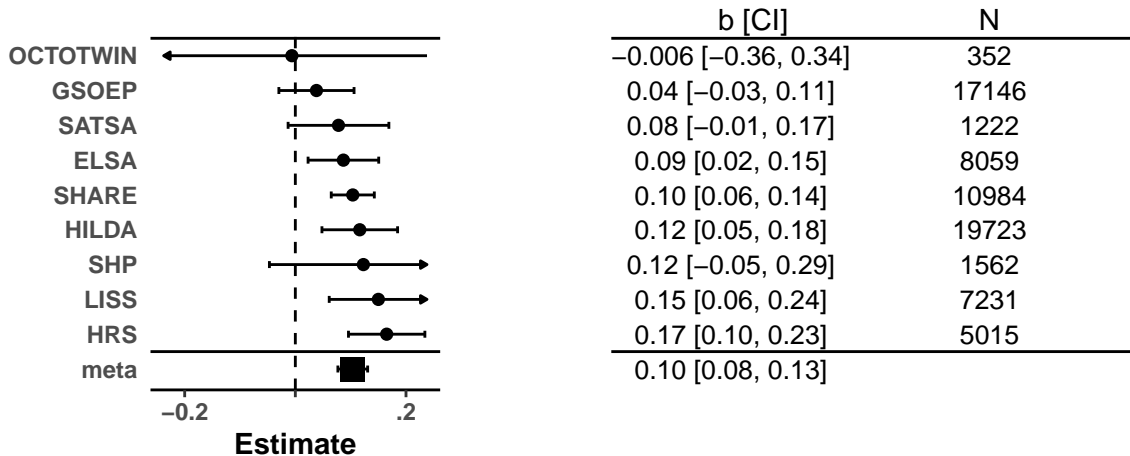 b [CI] N
OCTOTWIN −0.006 [−0.36, 0.34] 352
GSOEP 0.04 [−0.03, 0.11] 17146
SATSA 0.08 [−0.01, 0.17] 1222
ELSA 0.09 [0.02, 0.15] 8059
SHARE 0.10 [0.06, 0.14] 10984
HILDA 0.12 [0.05, 0.18] 19723
SHP 0.12 [−0.05, 0.29] 1562
LISS 0.15 [0.06, 0.24] 7231
HRS 0.17 [0.10, 0.23] 5015
meta 0.10 [0.08, 0.13]
−0.2 .2
Estimate